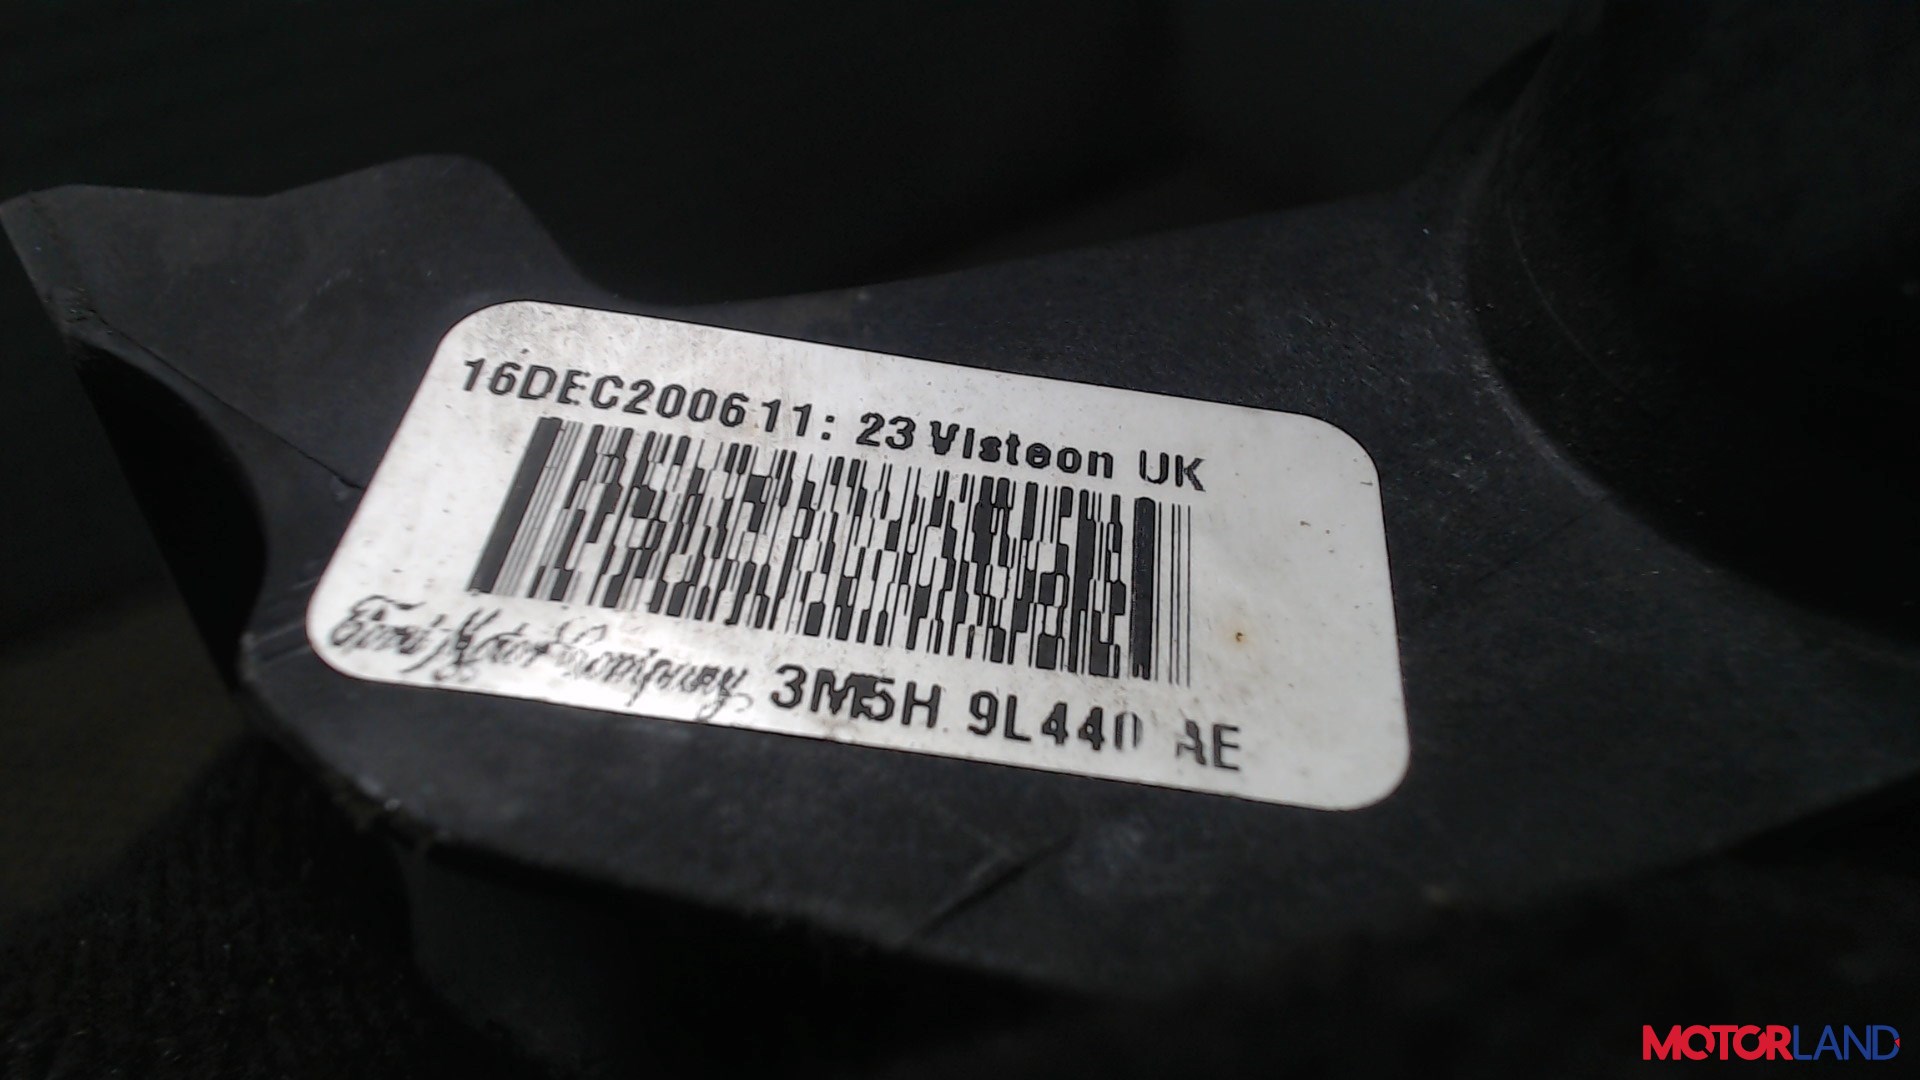 16DEC2006 11: 23 Visteon UK
Ford Motor Company 3M5H 9L440 AE
MOTORLAND